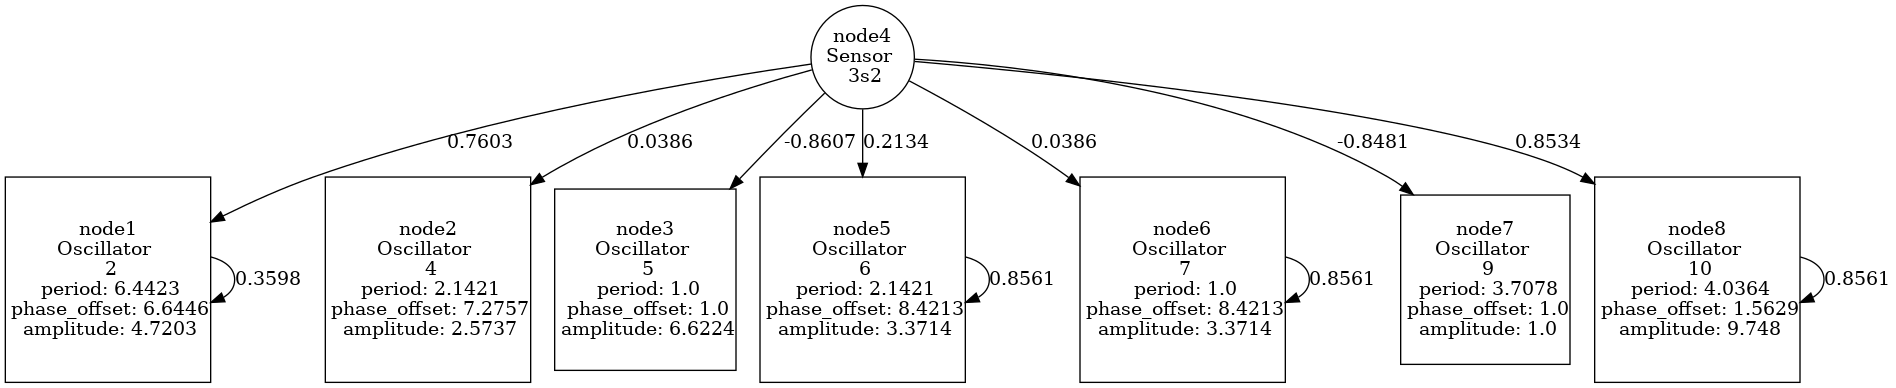 node4
Sensor
3s2
0.7603
0.0386
-0.8607
0.2134
0.0386
-0.8481
0.8534
node1
Oscillator
2
period: 6.4423
phase_offset: 6.6446
amplitude: 4.7203
0.3598
node2
Oscillator
4
period: 2.1421
phase_offset: 7.2757
amplitude: 2.5737
node3
Oscillator
5
period: 1.0
phase_offset: 1.0
amplitude: 6.6224
node5
Oscillator
6
period: 2.1421
phase_offset: 8.4213
amplitude: 3.3714
0.8561
node6
Oscillator
7
period: 1.0
phase_offset: 8.4213
amplitude: 3.3714
0.8561
node7
Oscillator
9
period: 3.7078
phase_offset: 1.0
amplitude: 1.0
node8
Oscillator
10
period: 4.0364
phase_offset: 1.5629
amplitude: 9.748
0.8561